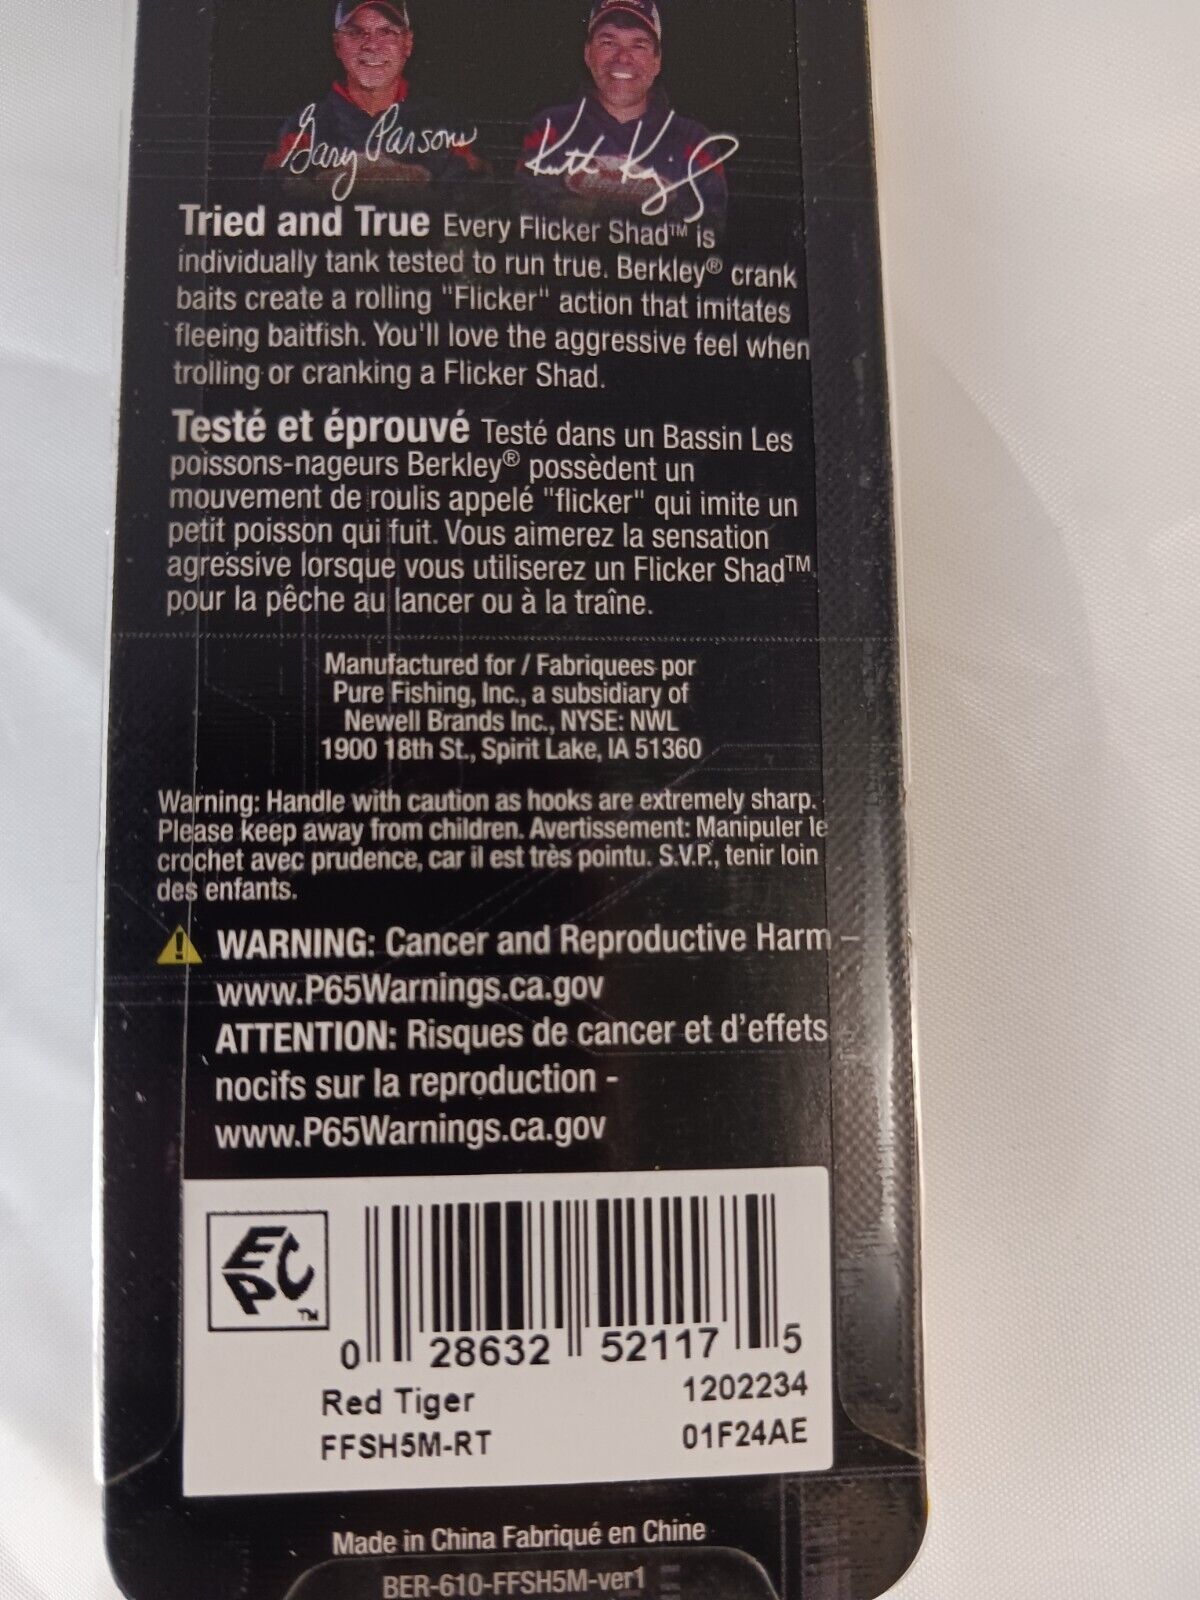 Gary Parsons
Tried and True Every Flicker Shad™ is
individually tank tested to run true. Berkley® crank
baits create a rolling "Flicker" action that imitates
fleeing baitfish. You'll love the aggressive feel when
trolling or cranking a Flicker Shad.
Testé et éprouvé Testé dans un Bassin Les
poissons-nageurs Berkley® possèdent un
mouvement de roulis appelé "flicker" qui imite un
petit poisson qui fuit. Vous aimerez la sensation
agressive lorsque vous utiliserez un Flicker Shad™
pour la pêche au lancer ou à la traîne.
Manufactured for / Fabriquees por
Pure Fishing, Inc., a subsidiary of
Newell Brands Inc., NYSE: NWL
1900 18th St., Spirit Lake, IA 51360
Warning: Handle with caution as hooks are extremely sharp.
Please keep away from children. Avertissement: Manipuler le
crochet avec prudence, car il est très pointu. S.V.P., tenir loin
des enfants.
WARNING: Cancer and Reproductive Harm –
www.P65Warnings.ca.gov
ATTENTION: Risques de cancer et d’effets
nocifs sur la reproduction -
www.P65Warnings.ca.gov
EPC™
0 28632 52117 5
Red Tiger 1202234
FFSH5M-RT 01F24AE
Made in China Fabriqué en Chine
BER-610-FFSH5M-ver1